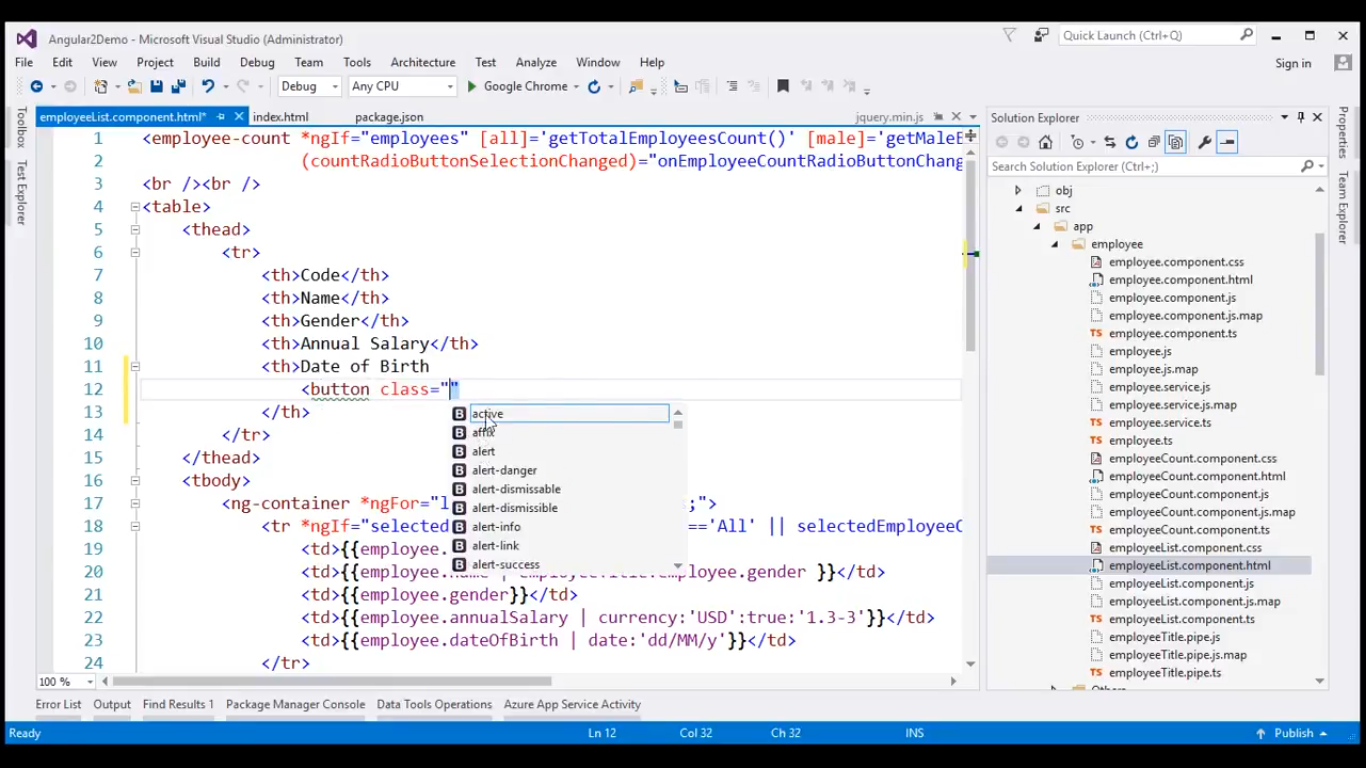 Angular2Demo - Microsoft Visual Studio (Administrator)
Quick Launch (Ctrl+Q)
File Edit View Project Build Debug Team Tools Architecture Test Analyze Window Help
Sign in
Debug Any CPU Google Chrome
Toolbox
Test Explorer
employeeList.component.html* index.html package.json jquery.min.js
1 <employee-count *ngIf="employees" [all]='getTotalEmployeesCount()' [male]='getMaleE
2 (countRadioButtonSelectionChanged)="onEmployeeCountRadioButtonChang
3 <br /><br />
4 <table>
5 <thead>
6 <tr>
7 <th>Code</th>
8 <th>Name</th>
9 <th>Gender</th>
10 <th>Annual Salary</th>
11 <th>Date of Birth
12 <button class=""
13 </th>
14 </tr>
15 </thead>
16 <tbody>
17 <ng-container *ngFor="l ;">
18 <tr *ngIf="selected =='All' || selectedEmployeeC
19 <td>{{employee.
20 <td>{{employee. employee.gender }}</td>
21 <td>{{employee.gender}}</td>
22 <td>{{employee.annualSalary | currency:'USD':true:'1.3-3'}}</td>
23 <td>{{employee.dateOfBirth | date:'dd/MM/y'}}</td>
24 </tr>
B active
B affix
B alert
B alert-danger
B alert-dismissable
B alert-dismissible
B alert-info
B alert-link
B alert-success
100 %
Solution Explorer
Search Solution Explorer (Ctrl+;)
obj
src
app
employee
employee.component.css
employee.component.html
employee.component.js
employee.component.js.map
TS employee.component.ts
employee.js
employee.js.map
employee.service.js
employee.service.js.map
TS employee.service.ts
TS employee.ts
employeeCount.component.css
employeeCount.component.html
employeeCount.component.js
employeeCount.component.js.map
TS employeeCount.component.ts
employeeList.component.css
employeeList.component.html
employeeList.component.js
employeeList.component.js.map
TS employeeList.component.ts
employeeTitle.pipe.js
employeeTitle.pipe.js.map
TS employeeTitle.pipe.ts
Properties
Team Explorer
Error List Output Find Results 1 Package Manager Console Data Tools Operations Azure App Service Activity
Ready Ln 12 Col 32 Ch 32 INS Publish